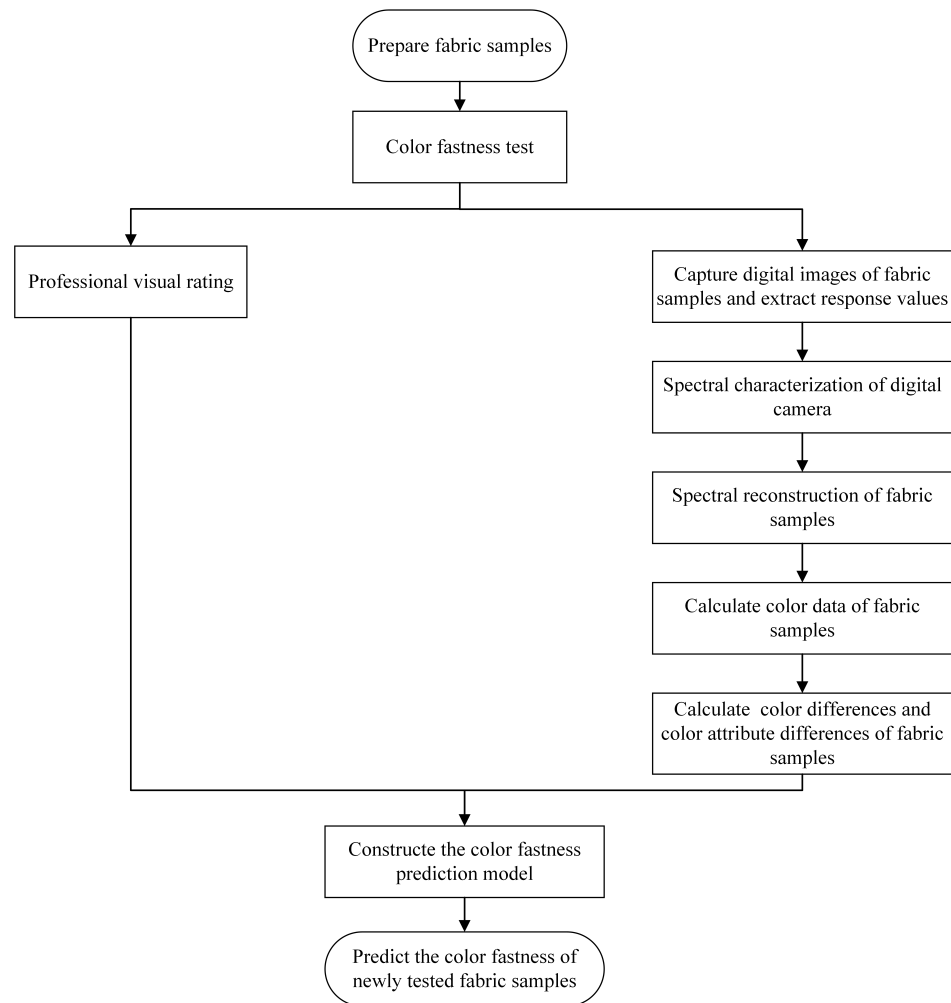 Prepare fabric samples
Color fastness test
Professional visual rating
Capture digital images of fabric
samples and extract response values
Spectral characterization of digital
camera
Spectral reconstruction of fabric
samples
Calculate color data of fabric
samples
Calculate  color differences and
color attribute differences of fabric
samples
Constructe the color fastness
prediction model
Predict the color fastness of
newly tested fabric samples